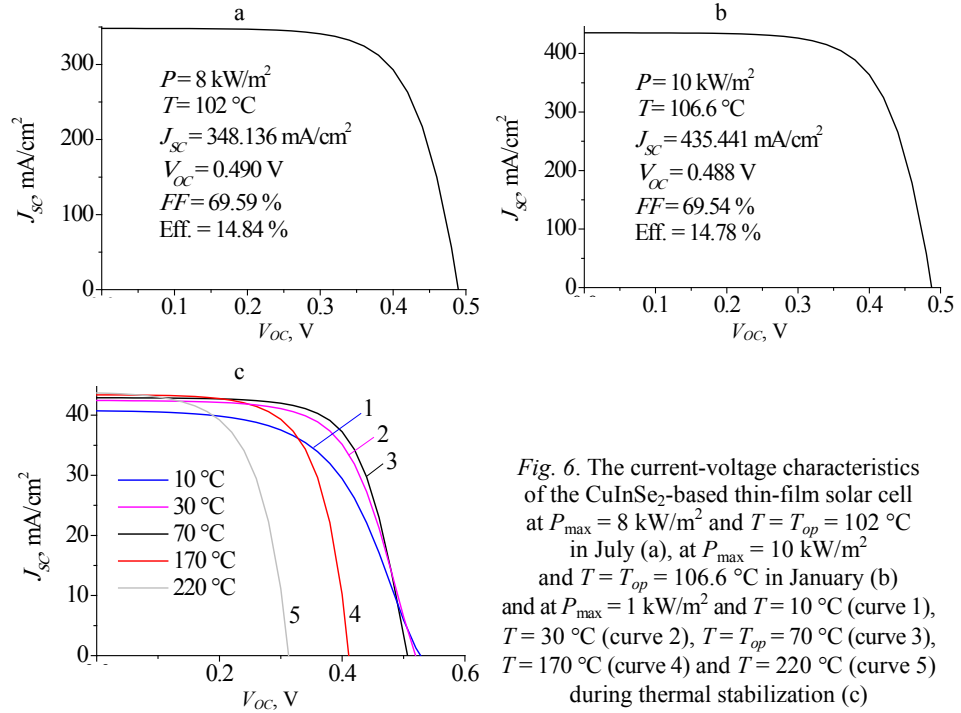 a
300
200
100
0
J_SC, mA/cm²
P = 8 kW/m²
T = 102 °C
J_SC = 348.136 mA/cm²
V_OC = 0.490 V
FF = 69.59 %
Eff. = 14.84 %
0.1 0.2 0.3 0.4 0.5
V_OC, V
b
400
300
200
100
0
J_SC, mA/cm²
P = 10 kW/m²
T = 106.6 °C
J_SC = 435.441 mA/cm²
V_OC = 0.488 V
FF = 69.54 %
Eff. = 14.78 %
0.1 0.2 0.3 0.4 0.5
V_OC, V
c
40
30
20
10
0
J_SC, mA/cm²
1
2
3
10 °C
30 °C
70 °C
170 °C
220 °C
5
4
0.2 0.4 0.6
V_OC, V
Fig. 6. The current-voltage characteristics
of the CuInSe₂-based thin-film solar cell
at P_max = 8 kW/m² and T = T_op = 102 °C
in July (a), at P_max = 10 kW/m²
and T = T_op = 106.6 °C in January (b)
and at P_max = 1 kW/m² and T = 10 °C (curve 1),
T = 30 °C (curve 2), T = T_op = 70 °C (curve 3),
T = 170 °C (curve 4) and T = 220 °C (curve 5)
during thermal stabilization (c)